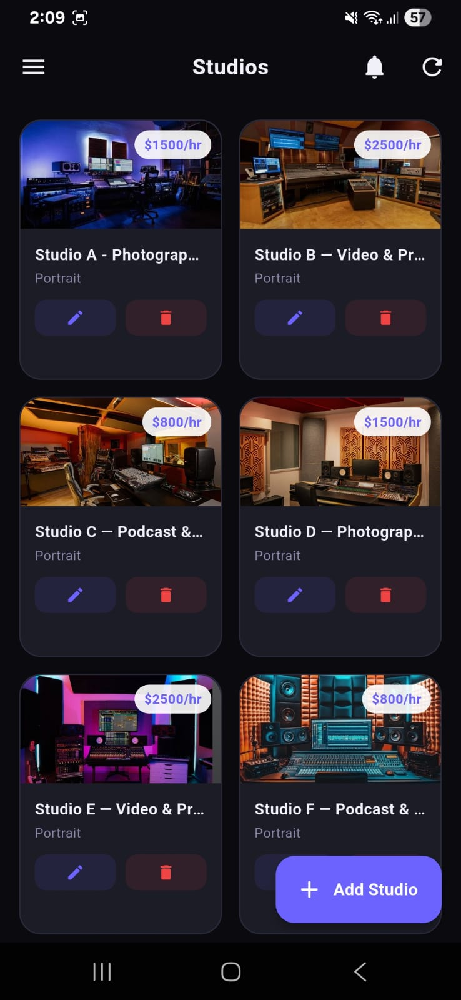 2:09
57
Studios
$1500/hr
$2500/hr
Studio A - Photograp...
Studio B — Video & Pr...
Portrait
Portrait
$800/hr
$1500/hr
Studio C — Podcast &...
Studio D — Photograp...
Portrait
Portrait
$2500/hr
$800/hr
Studio E — Video & Pr...
Studio F — Podcast & ...
Portrait
Portrait
Add Studio